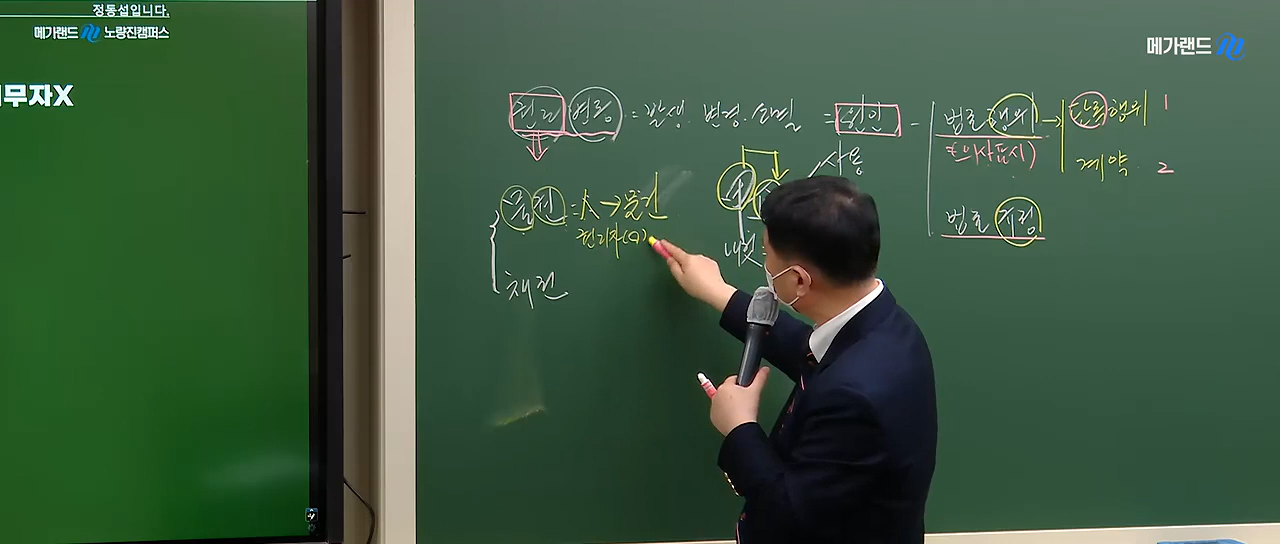 정동섭입니다.
메가랜드 노량진캠퍼스
무자X
메가랜드
권리 변동 = 발생. 변경. 소멸 = 원인 - 법률행위 → 단독행위 1
(의사표시)
계약 2
사용
물권 = 人 → 물건
권리자(O)
법률규정
채권